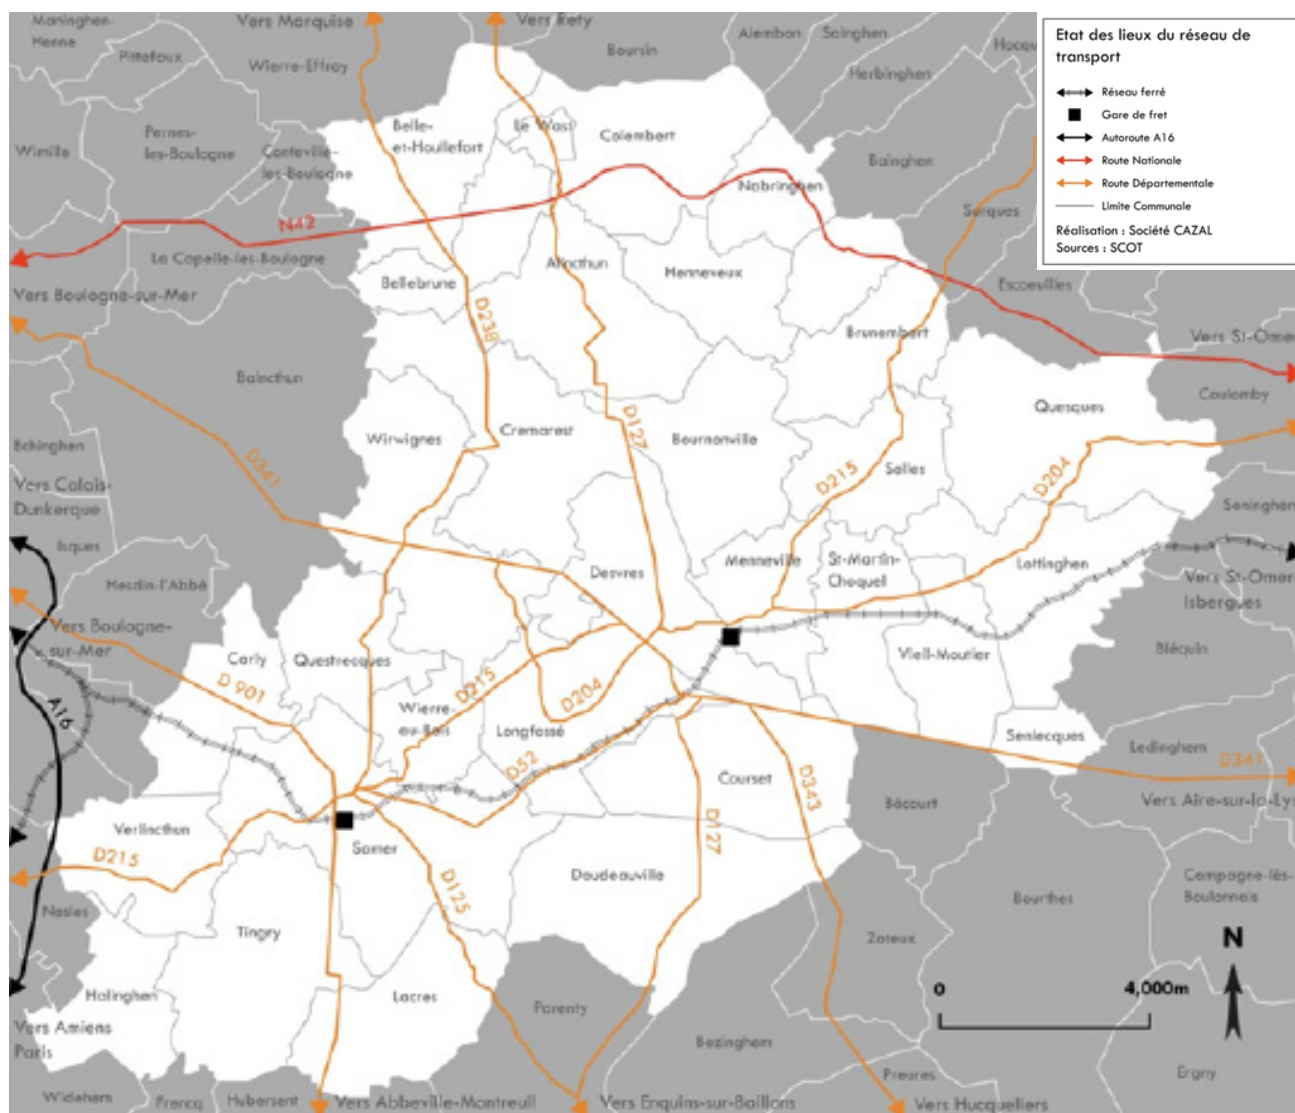 Maninghen-
Henne
Vers Marquise
Vers Rety
Pittefaux
Wierre-Effroy
Boursin
Alembon
Sainghen
Herbinghen
Wimille
Pernes-
les-Boulogne
Conteville-
les-Boulogne
Belle-
et-Houllefort
Le Wast
Colembert
Nabringhen
Bainghen
Surques
Etat des lieux du réseau de
transport
Réseau ferré
Gare de fret
Autoroute A16
Route Nationale
Route Départementale
Limite Communale
Réalisation : Société CAZAL
Sources : SCOT
N42
La Capelle-les-Boulogne
Vers Boulogne-sur-Mer
Bellebrune
Alincthun
Henneveux
Escoeuilles
D238
Brunembert
Vers St-Omer
Baincthun
Coulomby
Quesques
Echinghen
Wirwignes
Cremarest
D127
Bournonville
D341
D215
Selles
D204
Vers Calais-
Dunkerque
Seninghem
Isques
Hesdin-l'Abbé
Desvres
Menneville
St-Martin-
Choquel
Lottinghen
Vers St-Omer
Isbergues
Vers Boulogne-
sur-Mer
Carly
Questrecques
D 901
A16
D215
D204
Vieil-Moutier
Bléquin
Wierre-
au-Bois
Longfossé
Senlecques
Ledinghem
D341
D52
Courset
D343
Bécourt
Vers Aire-sur-la-Lys
Verlincthun
D215
Samer
D125
D127
Doudeauville
Nesles
Tingry
Bourthes
Campagne-lès-
Boulonnais
Zoteux
N
Halinghen
Lacres
Parenty
0
4,000m
Vers Amiens
Paris
Bezinghem
Preures
Ergny
Widehem
Frencq
Hubersent
Vers Abbeville-Montreuil
Vers Enquins-sur-Baillons
Vers Hucqueliers